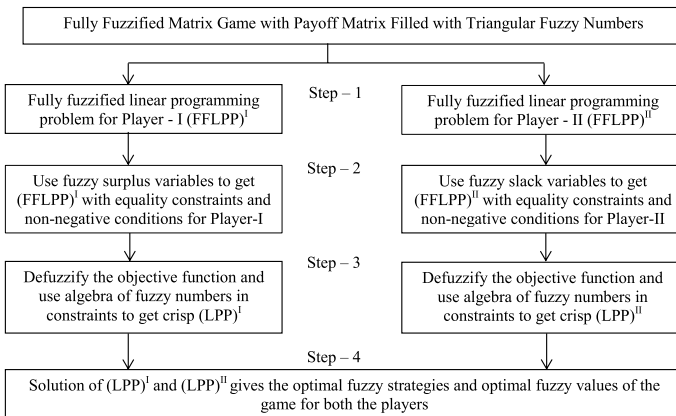 Fully Fuzzified Matrix Game with Payoff Matrix Filled with Triangular Fuzzy Numbers
Step – 1
Fully fuzzified linear programming
problem for Player - I (FFLPP)^I
Fully fuzzified linear programming
problem for Player - II (FFLPP)^II
Step – 2
Use fuzzy surplus variables to get
(FFLPP)^I with equality constraints and
non-negative conditions for Player-I
Use fuzzy slack variables to get
(FFLPP)^II with equality constraints and
non-negative conditions for Player-II
Step – 3
Defuzzify the objective function and
use algebra of fuzzy numbers in
constraints to get crisp (LPP)^I
Defuzzify the objective function and
use algebra of fuzzy numbers in
constraints to get crisp (LPP)^II
Step – 4
Solution of (LPP)^I and (LPP)^II gives the optimal fuzzy strategies and optimal fuzzy values of the
game for both the players